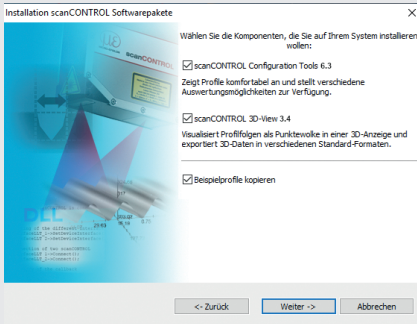 Installation scanCONTROL Softwarepakete
Wählen Sie die Komponenten, die Sie auf Ihrem System installieren
wollen:
scanCONTROL Configuration Tools 6.3
Zeigt Profile komfortabel an und stellt verschiedene
Auswertungsmöglichkeiten zur Verfügung.
scanCONTROL 3D-View 3.4
Visualisiert Profilfolgen als Punktewolke in einer 3D-Anzeige und
exportiert 3D-Daten in verschiedenen Standard-Formaten.
Beispielprofile kopieren
scanCONTROL
DLL
<- Zurück
Weiter ->
Abbrechen